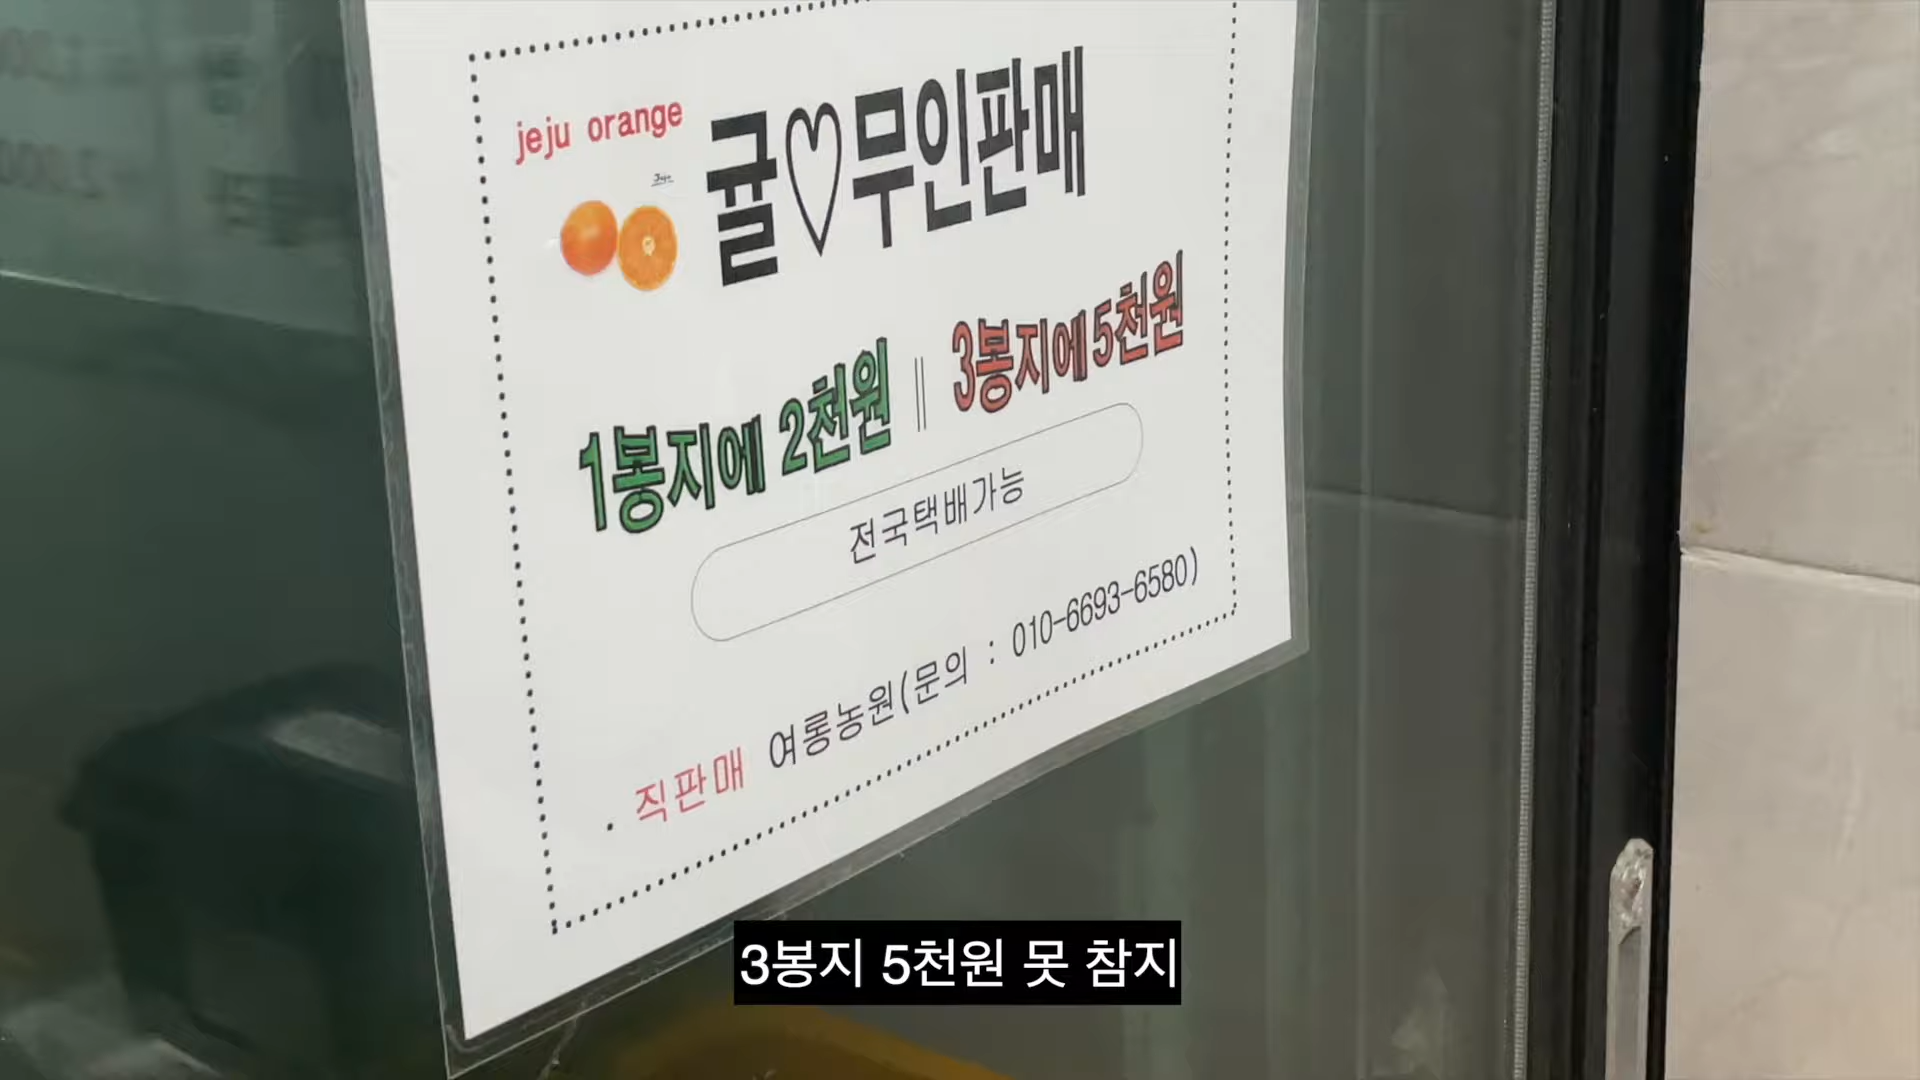 jeju orange
귤♡무인판매
1봉지에 2천원 || 3봉지에5천원
전국택배가능
. 직판매 여롱농원(문의 : 010-6693-6580)
3봉지 5천원 못 참지